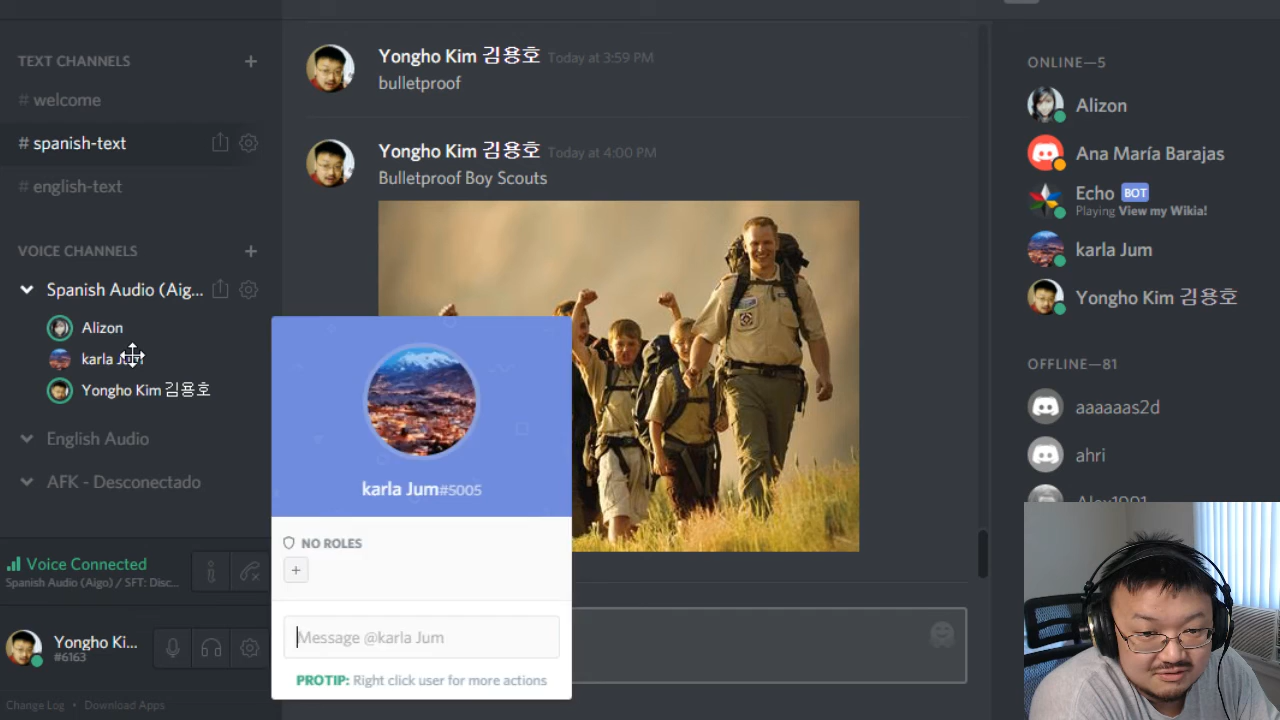 TEXT CHANNELS +
# welcome
# spanish-text
# english-text
VOICE CHANNELS +
Spanish Audio (Aig...
Alizon
karla
Yongho Kim 김용호
English Audio
AFK - Desconectado
Voice Connected
Spanish Audio (Aigo) / SFT: Disc...
Yongho Ki...
#6163
Change Log • Download Apps
Yongho Kim 김용호 Today at 3:59 PM
bulletproof
Yongho Kim 김용호 Today at 4:00 PM
Bulletproof Boy Scouts
karla Jum#5005
NO ROLES
+
Message @karla Jum
PROTIP: Right click user for more actions
ONLINE—5
Alizon
Ana María Barajas
Echo BOT
Playing View my Wikia!
karla Jum
Yongho Kim 김용호
OFFLINE—81
aaaaaas2d
ahri